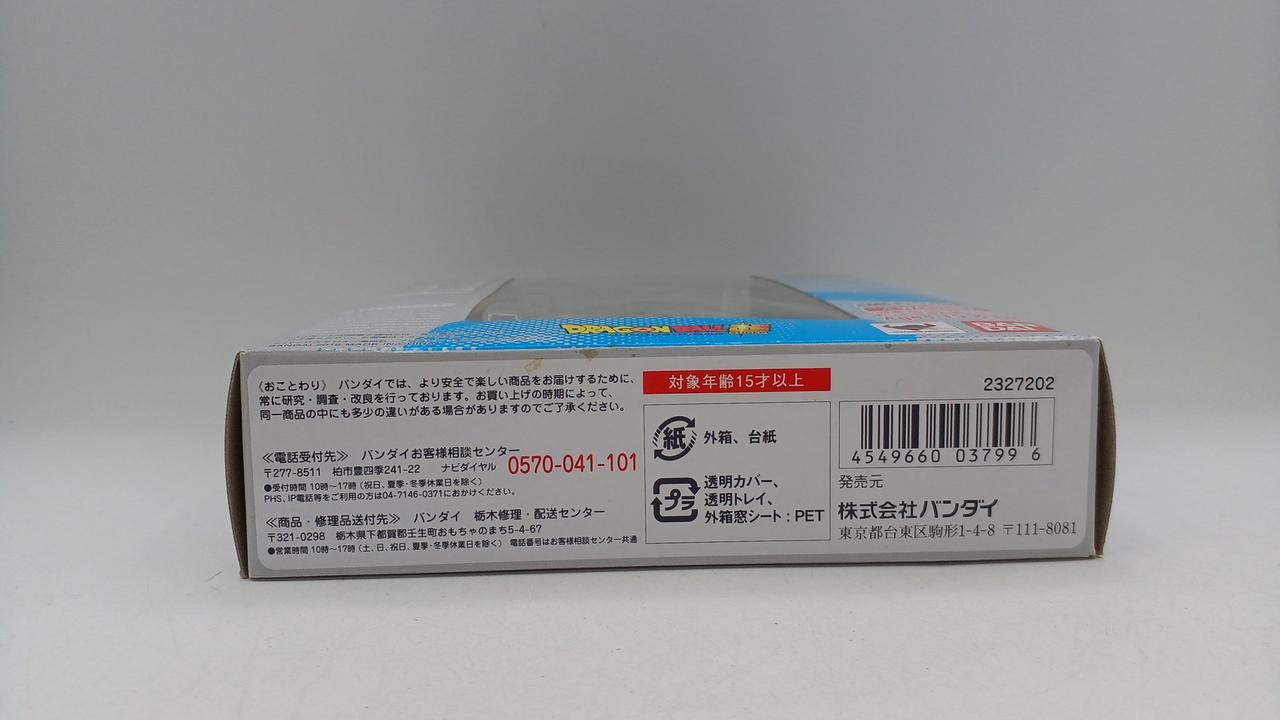 DRAGON BALL
《おことわり》 バンダイでは、より安全で楽しい商品をお届けするために、
常に研究・調査・改良を行っております。お買い上げの時期によって、
同一商品の中にも多少の違いがある場合がありますのでご了承ください。
≪電話受付先≫ バンダイお客様相談センター
〒277-8511 柏市豊四季241-22 ナビダイヤル 0570-041-101
●受付時間 10時〜17時(祝日、夏季・冬季休業日を除く)
PHS、IP電話等をご利用の方は04-7146-0371におかけください。
≪商品・修理品送付先≫ バンダイ 栃木修理・配送センター
〒321-0298 栃木県下都賀郡壬生町おもちゃのまち5-4-67
●営業時間 10時〜17時(土、日、祝日、夏季・冬季休業日を除く) 電話番号はお客様相談センター共通
対象年齢15才以上
紙 外箱、台紙
プラ 透明カバー、
透明トレイ、
外箱窓シート:PET
2327202
4549660 03799 6
発売元
株式会社バンダイ
東京都台東区駒形1-4-8 〒111-8081